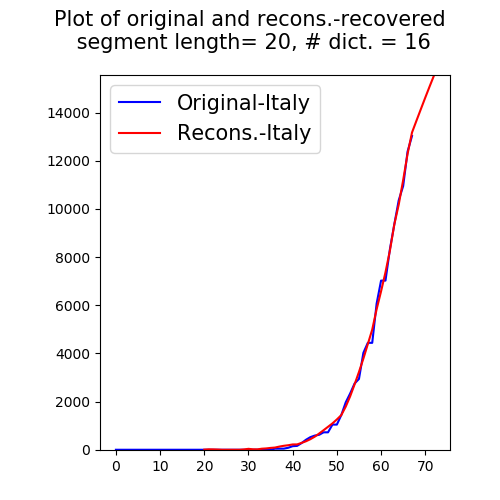 Plot of original and recons.-recovered
segment length= 20, # dict. = 16
Original-Italy
Recons.-Italy
14000
12000
10000
8000
6000
4000
2000
0
0 10 20 30 40 50 60 70